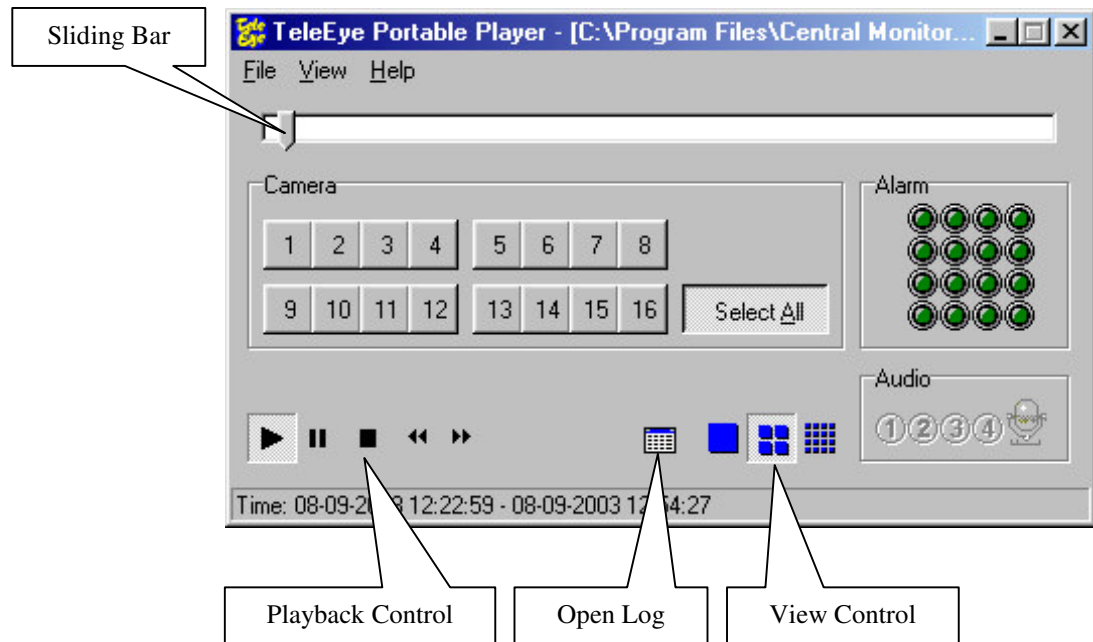 Sliding Bar
Tele Eye
TeleEye Portable Player - [C:\Program Files\Central Monitor...
File View Help
Camera
Alarm
1 2 3 4 5 6 7 8
9 10 11 12 13 14 15 16 Select All
Audio
1 2 3 4
Time: 08-09-2003 12:22:59 - 08-09-2003 12:54:27
Playback Control
Open Log
View Control